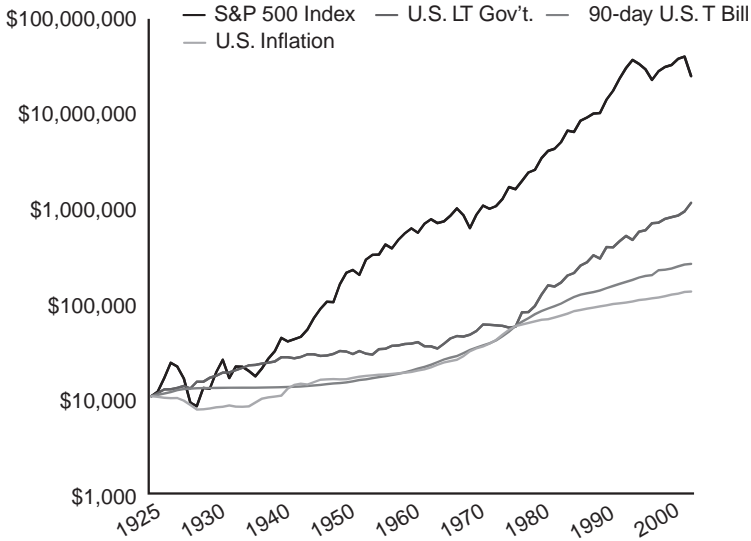 S&P 500 Index U.S. LT Gov't. 90-day U.S. T Bill
U.S. Inflation
$100,000,000
$10,000,000
$1,000,000
$100,000
$10,000
$1,000
1925 1930 1940 1950 1960 1970 1980 1990 2000